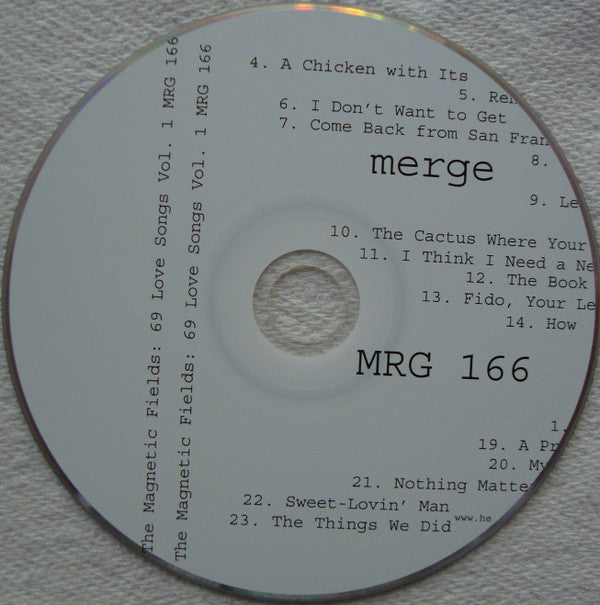 The Magnetic Fields: 69 Love Songs Vol. 1 MRG 166
The Magnetic Fields: 69 Love Songs Vol. 1 MRG 166
4. A Chicken with Its
5. Ren
6. I Don't Want to Get
7. Come Back from San Fran
8.
merge
9. Le
10. The Cactus Where Your
11. I Think I Need a Ne
12. The Book
13. Fido, Your Le
14. How
MRG 166
1.
19. A Pr
20. My
21. Nothing Matte
22. Sweet-Lovin' Man
23. The Things We Did
www.he